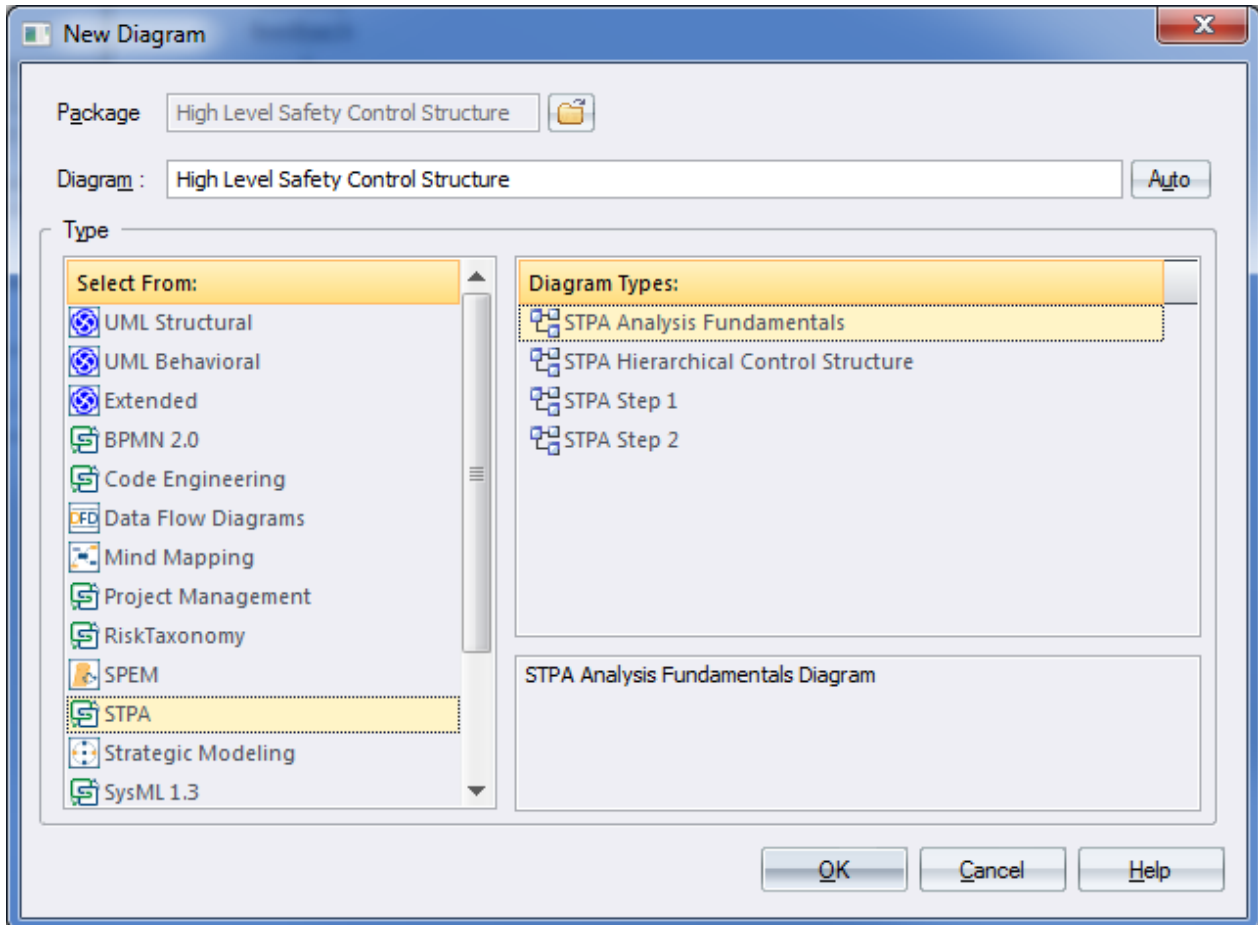 New Diagram
Package High Level Safety Control Structure
Diagram : High Level Safety Control Structure Auto
Type
Select From:
UML Structural
UML Behavioral
Extended
BPMN 2.0
Code Engineering
DFD Data Flow Diagrams
Mind Mapping
Project Management
RiskTaxonomy
SPEM
STPA
Strategic Modeling
SysML 1.3
Diagram Types:
STPA Analysis Fundamentals
STPA Hierarchical Control Structure
STPA Step 1
STPA Step 2
STPA Analysis Fundamentals Diagram
OK Cancel Help